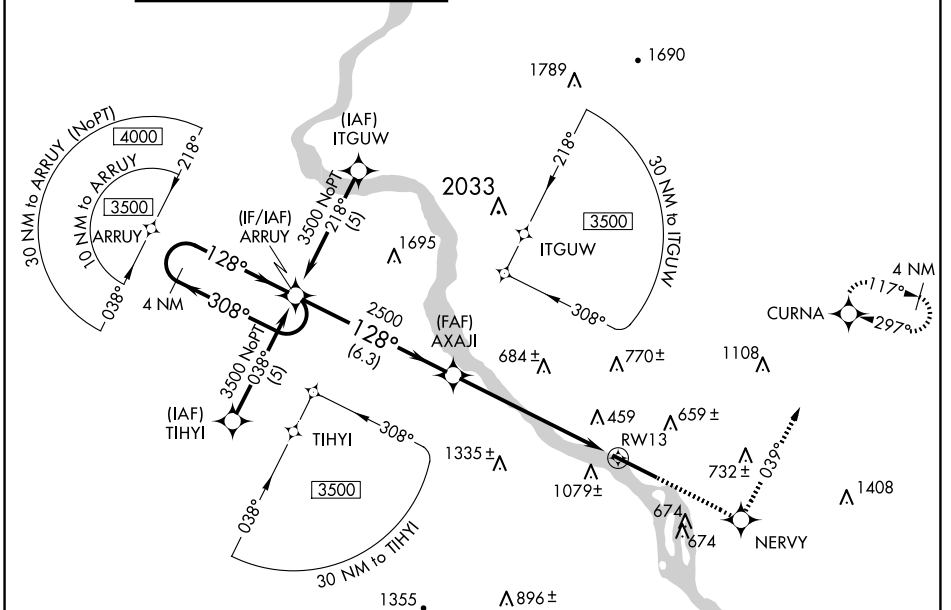 1789
1690
(IAF)
ITGUW
30 NM to ARRUY (NoPT)
4000
218°
10 NM to ARRUY
3500
ARRUY
038°
3500 NoPT
218°
(5)
(IF/IAF)
ARRUY
2033
1695
218°
30 NM to ITGUW
3500
ITGUW
308°
4 NM
117°
CURNA
297°
128°
4 NM
308°
2500
128°
(6.3)
(FAF)
AXAJI
684 ±
770 ±
1108
3500 NoPT
038°
(5)
(IAF)
TIHYI
TIHYI
308°
038°
3500
30 NM to TIHYI
459
659 ±
RW13
1335 ±
1079±
732 ±
039°
1408
674
674
NERVY
1355
896 ±